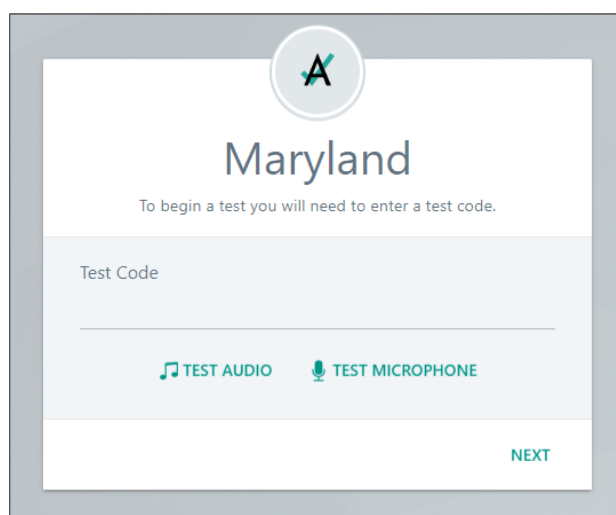 A
Maryland
To begin a test you will need to enter a test code.
Test Code
TEST AUDIO TEST MICROPHONE
NEXT